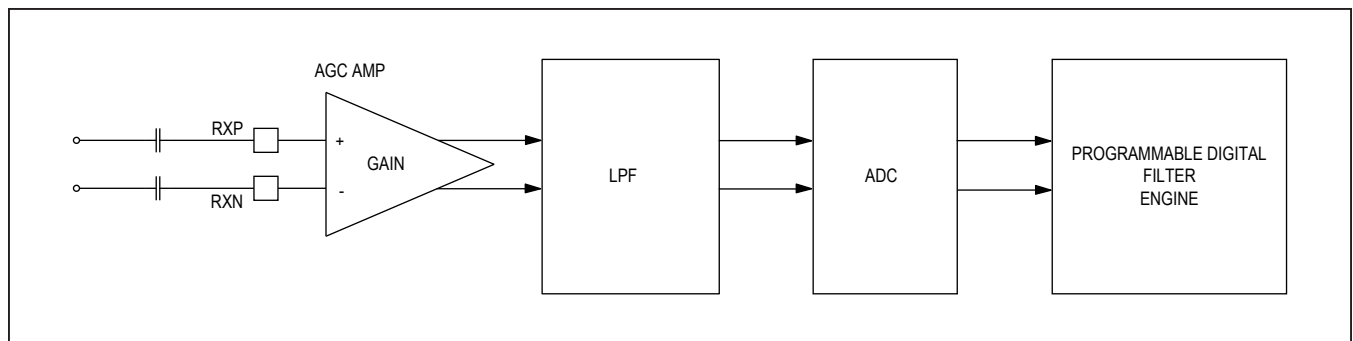 AGC AMP
RXP
RXN
+
-
GAIN
LPF
ADC
PROGRAMMABLE DIGITAL
FILTER
ENGINE